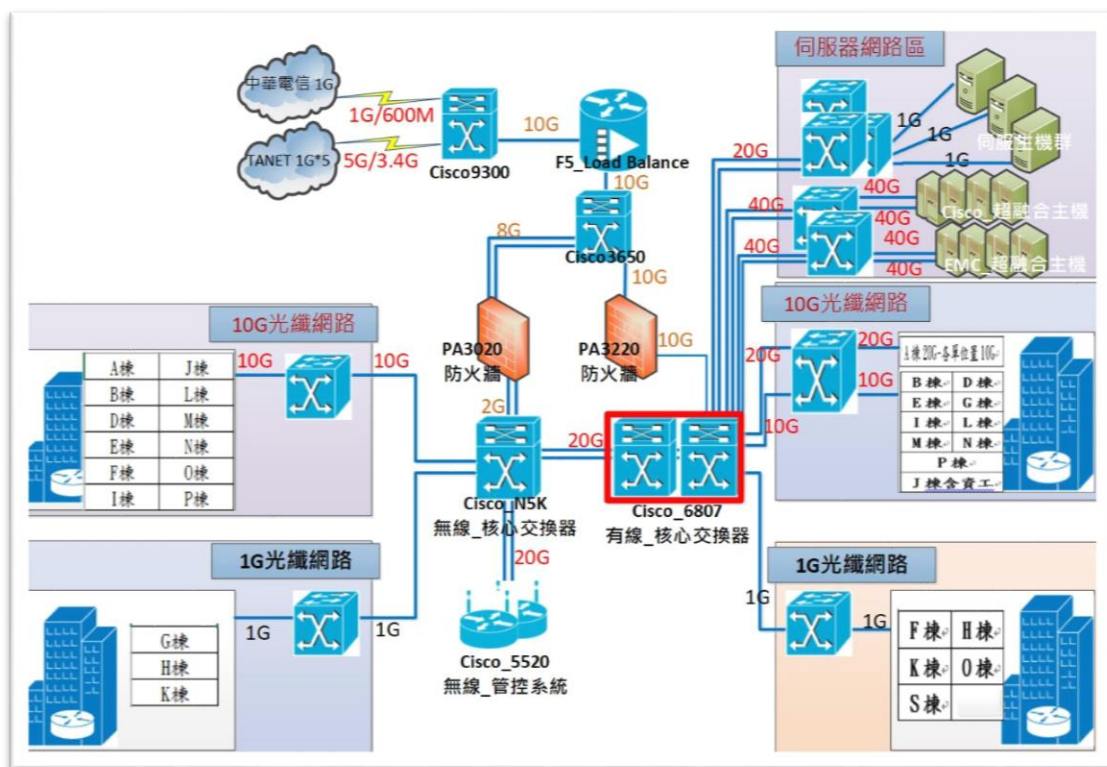 中華電信 1G
1G/600M
TANET 1G*5
5G/3.4G
Cisco9300
10G
F5_Load Balance
10G
Cisco3650
8G
10G
PA3020
防火牆
PA3220
防火牆
10G
2G
20G
Cisco_N5K
無線_核心交換器
Cisco_6807
有線_核心交換器
20G
Cisco_5520
無線_管控系統
伺服器網路區
20G
1G
1G
1G
伺服主機群
40G
40G
40G
Cisco_超融合主機
40G
40G
40G
EMC_超融合主機
10G光纖網路
10G
10G
A棟 J棟
B棟 L棟
D棟 M棟
E棟 N棟
F棟 O棟
I棟 P棟
1G光纖網路
1G
1G
G棟
H棟
K棟
10G光纖網路
20G
20G
10G
10G
A棟20G-各單位置10G
B棟 D棟
E棟 G棟
I棟 L棟
M棟 N棟
P棟
J棟含資工
1G光纖網路
1G
1G
F棟 H棟
K棟 O棟
S棟